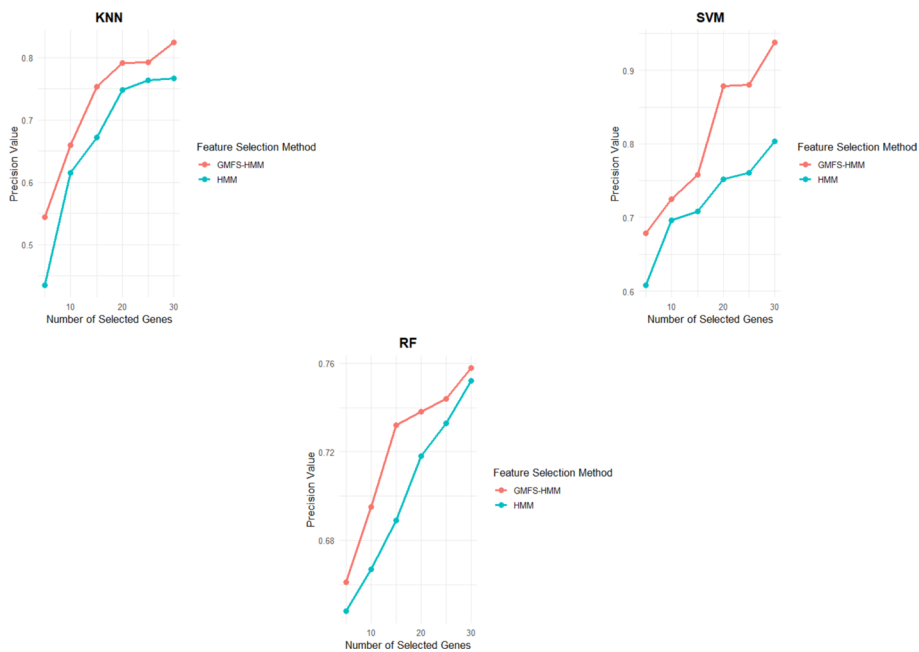 KNN
0.8
0.7
0.6
0.5
Precision Value
10
20
30
Number of Selected Genes
Feature Selection Method
GMFS-HMM
HMM
SVM
0.9
0.8
0.7
0.6
Precision Value
10
20
30
Number of Selected Genes
Feature Selection Method
GMFS-HMM
HMM
RF
0.76
0.72
0.68
Precision Value
10
20
30
Number of Selected Genes
Feature Selection Method
GMFS-HMM
HMM